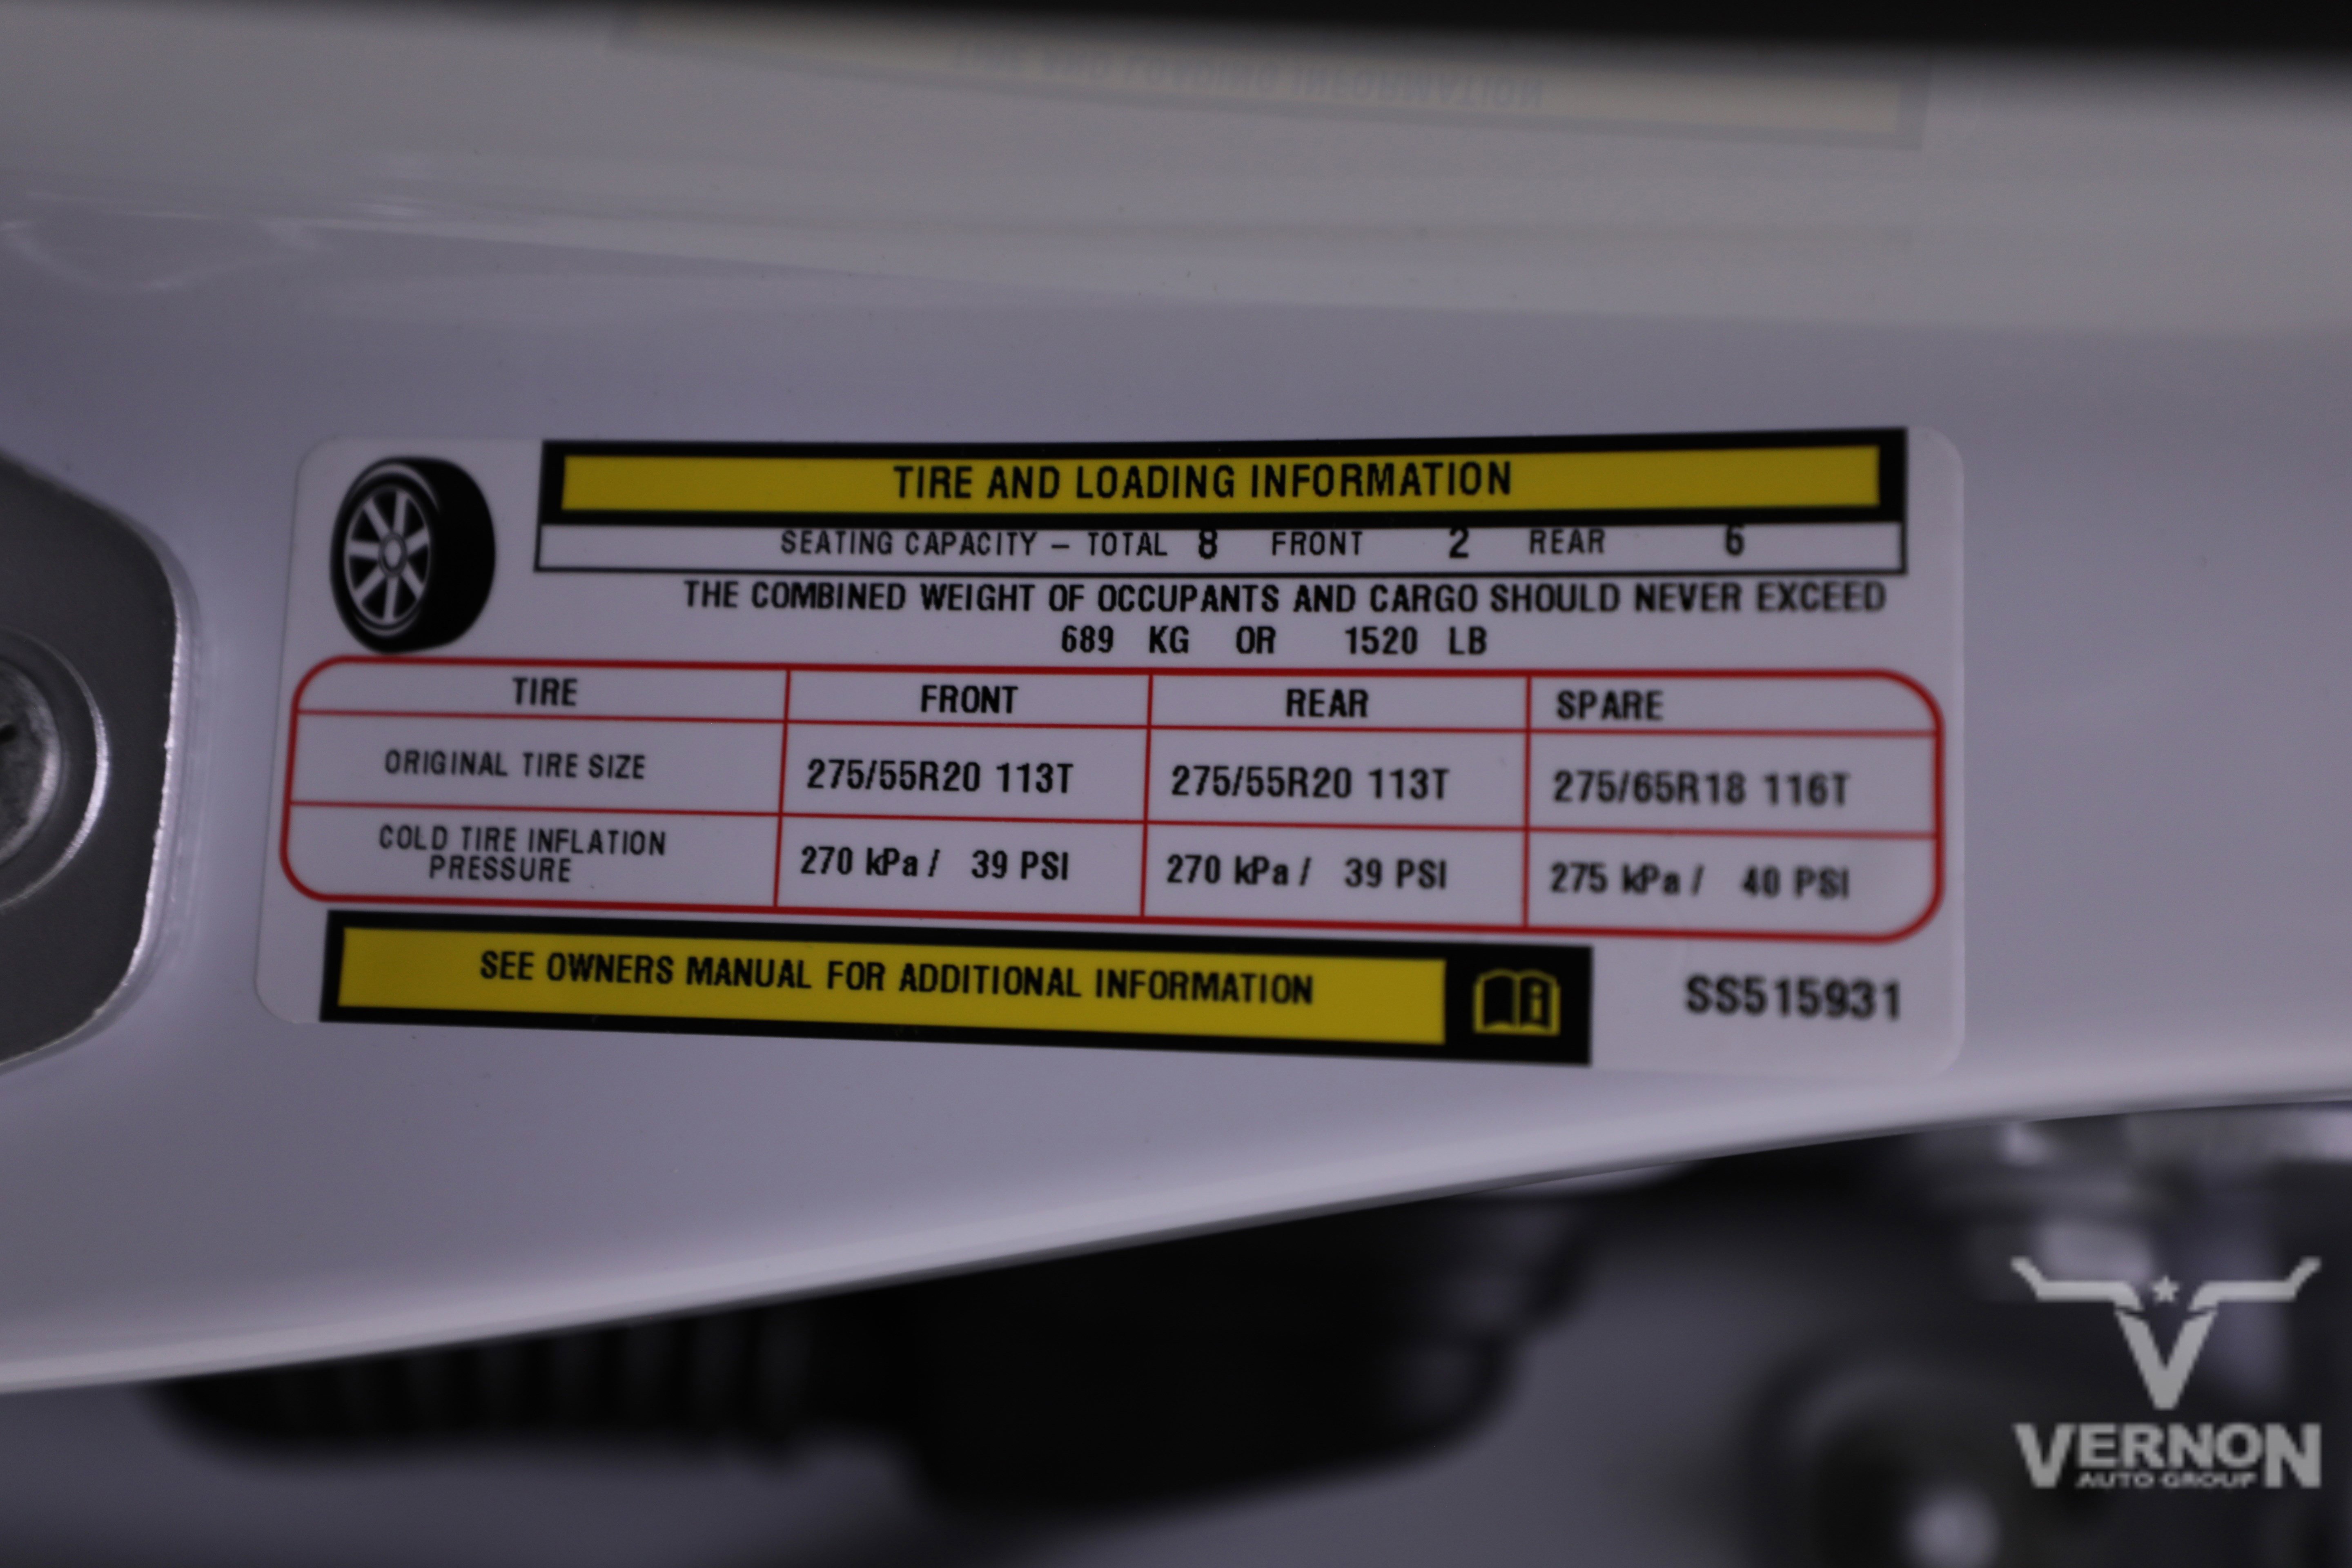 TIRE AND LOADING INFORMATION
SEATING CAPACITY – TOTAL 8 FRONT 2 REAR 6
THE COMBINED WEIGHT OF OCCUPANTS AND CARGO SHOULD NEVER EXCEED
689 KG OR 1520 LB
TIRE FRONT REAR SPARE
ORIGINAL TIRE SIZE 275/55R20 113T 275/55R20 113T 275/65R18 116T
COLD TIRE INFLATION
PRESSURE 270 kPa / 39 PSI 270 kPa / 39 PSI 275 kPa / 40 PSI
SEE OWNERS MANUAL FOR ADDITIONAL INFORMATION
SS515931
VERNON
AUTO GROUP